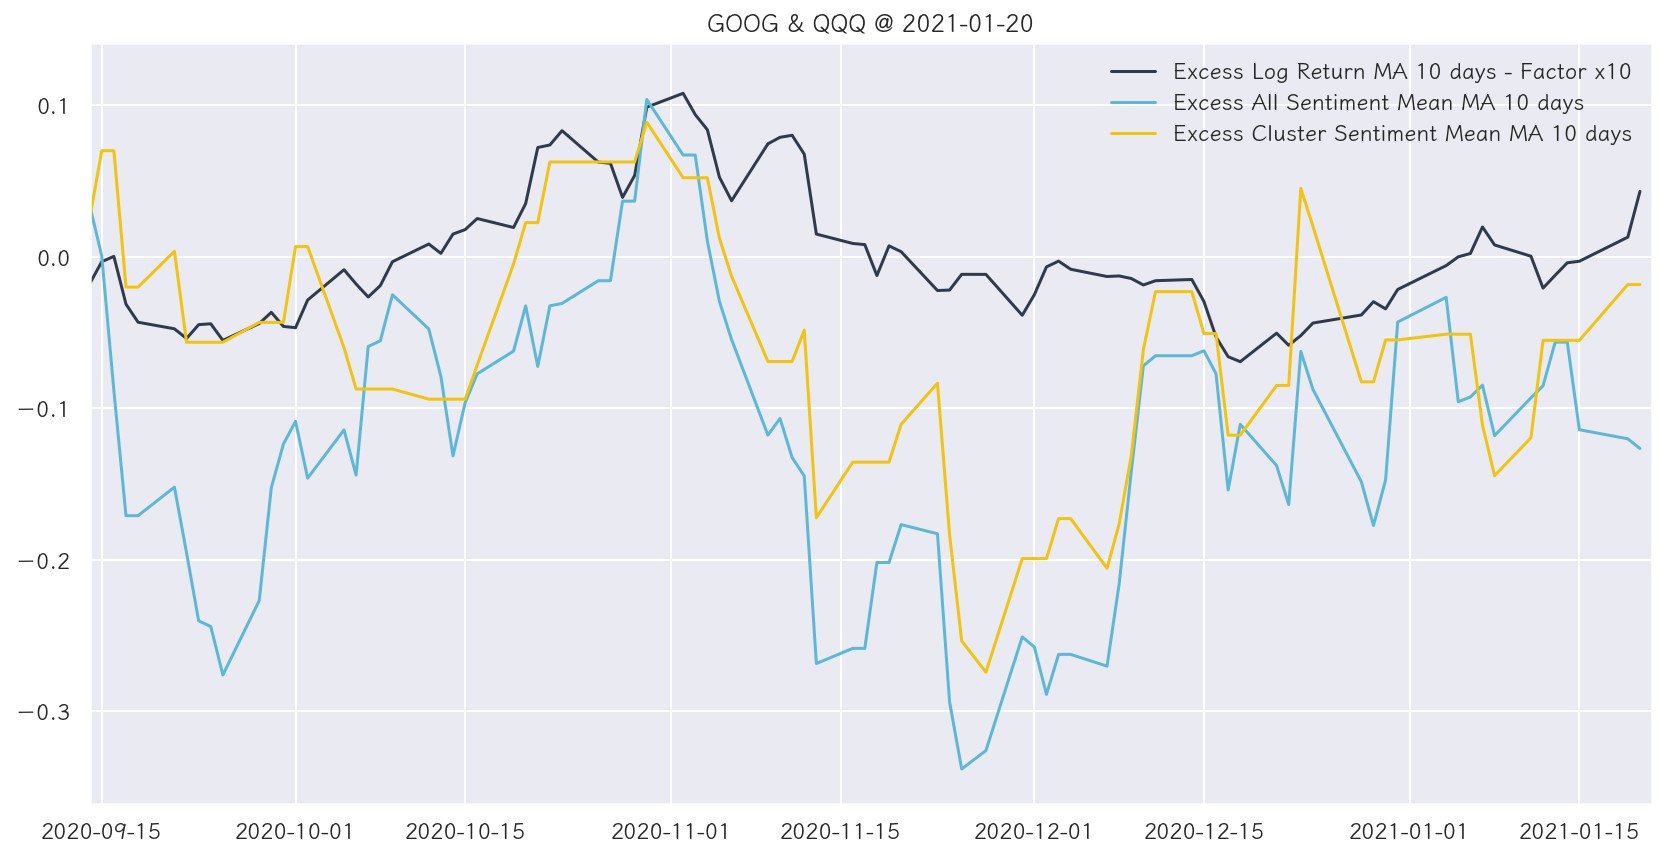 GOOG & QQQ @ 2021-01-20
Excess Log Return MA 10 days - Factor x10
Excess All Sentiment Mean MA 10 days
Excess Cluster Sentiment Mean MA 10 days
0.1
0.0
−0.1
−0.2
−0.3
2020-09-15 2020-10-01 2020-10-15 2020-11-01 2020-11-15 2020-12-01 2020-12-15 2021-01-01 2021-01-15